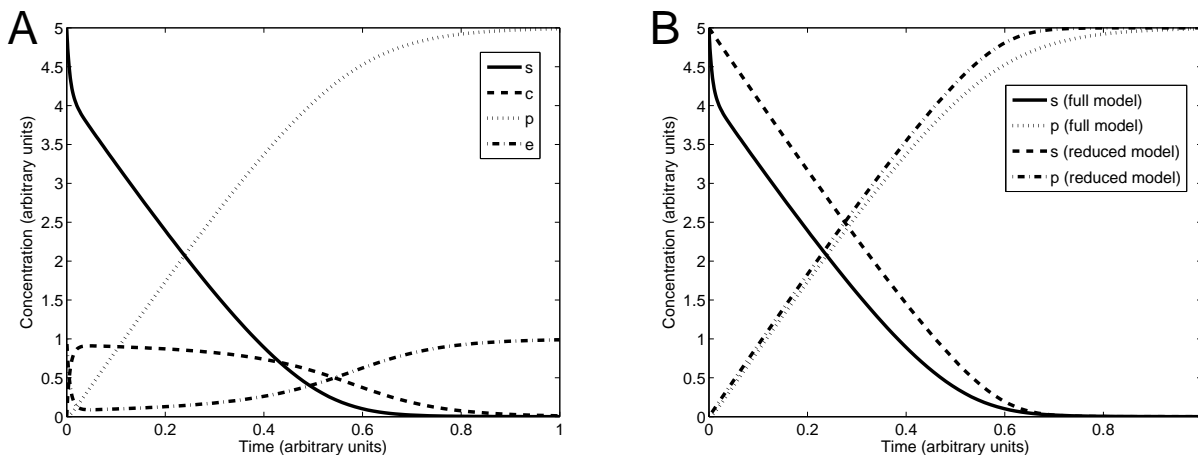 A
5
4.5
4
3.5
3
2.5
2
1.5
1
0.5
0
0
0.2
0.4
0.6
0.8
1
Concentration (arbitrary units)
Time (arbitrary units)
s
c
p
e
B
5
4.5
4
3.5
3
2.5
2
1.5
1
0.5
0
0
0.2
0.4
0.6
0.8
Concentration (arbitrary units)
Time (arbitrary units)
s (full model)
p (full model)
s (reduced model)
p (reduced model)